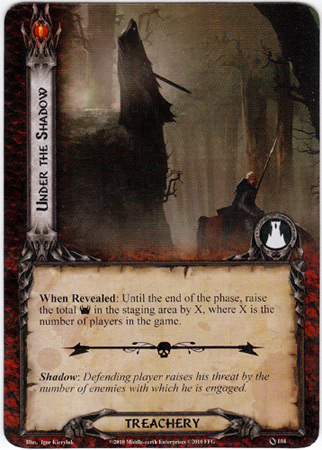 UNDER THE SHADOW
When Revealed: Until the end of the phase, raise
the total in the staging area by X, where X is the
number of players in the game.
Shadow: Defending player raises his threat by the
number of enemies with which he is engaged.
TREACHERY
Illus. Igor Kieryluk
©2010 Middle-earth Enterprises ©2010 FFG
104